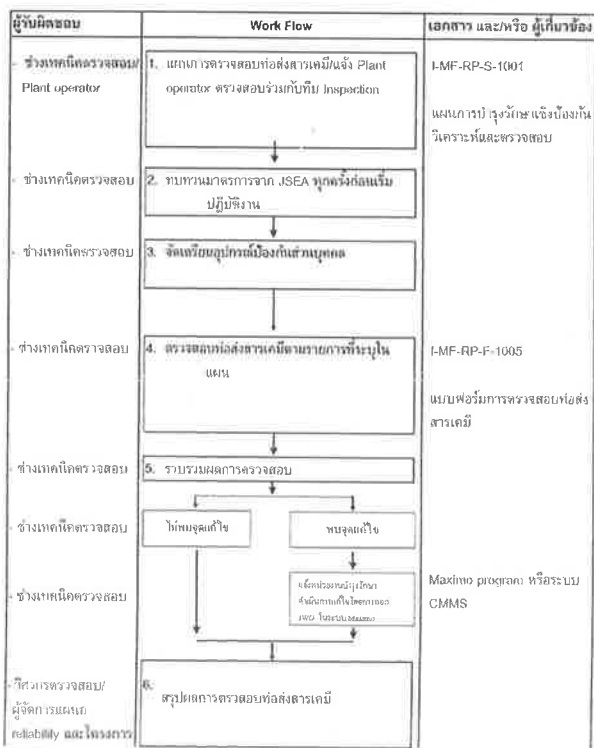 ผู้รับผิดชอบ
Work Flow
เอกสาร และ/หรือ ผู้เกี่ยวข้อง
- ช่างเทคนิคตรวจสอบ/
Plant operator
1. แผนการตรวจสอบท่อส่งสารเคมี/แจ้ง Plant
operator ตรวจสอบร่วมกับทีม Inspection
I-MF-RP-S-1001
แผนการบำรุงรักษาเชิงป้องกัน
วิเคราะห์และตรวจสอบ
- ช่างเทคนิคตรวจสอบ
2. ทบทวนมาตรการจาก JSEA ทุกครั้งก่อนเริ่ม
ปฏิบัติงาน
- ช่างเทคนิคตรวจสอบ
3. จัดเตรียมอุปกรณ์ป้องกันส่วนบุคคล
- ช่างเทคนิคตรวจสอบ
4. ตรวจสอบท่อส่งสารเคมีตามรายการที่ระบุใน
แผน
I-MF-RP-F-1005
แบบฟอร์มการตรวจสอบท่อส่ง
สารเคมี
- ช่างเทคนิคตรวจสอบ
5. รวบรวมผลการตรวจสอบ
- ช่างเทคนิคตรวจสอบ
ไม่พบจุดแก้ไข
พบจุดแก้ไข
- ช่างเทคนิคตรวจสอบ
Maximo program หรือระบบ
CMMS
- วิศวกรตรวจสอบ/
ผู้จัดการแผนก
reliability และโครงการ
6.
สรุปผลการตรวจสอบท่อส่งสารเคมี